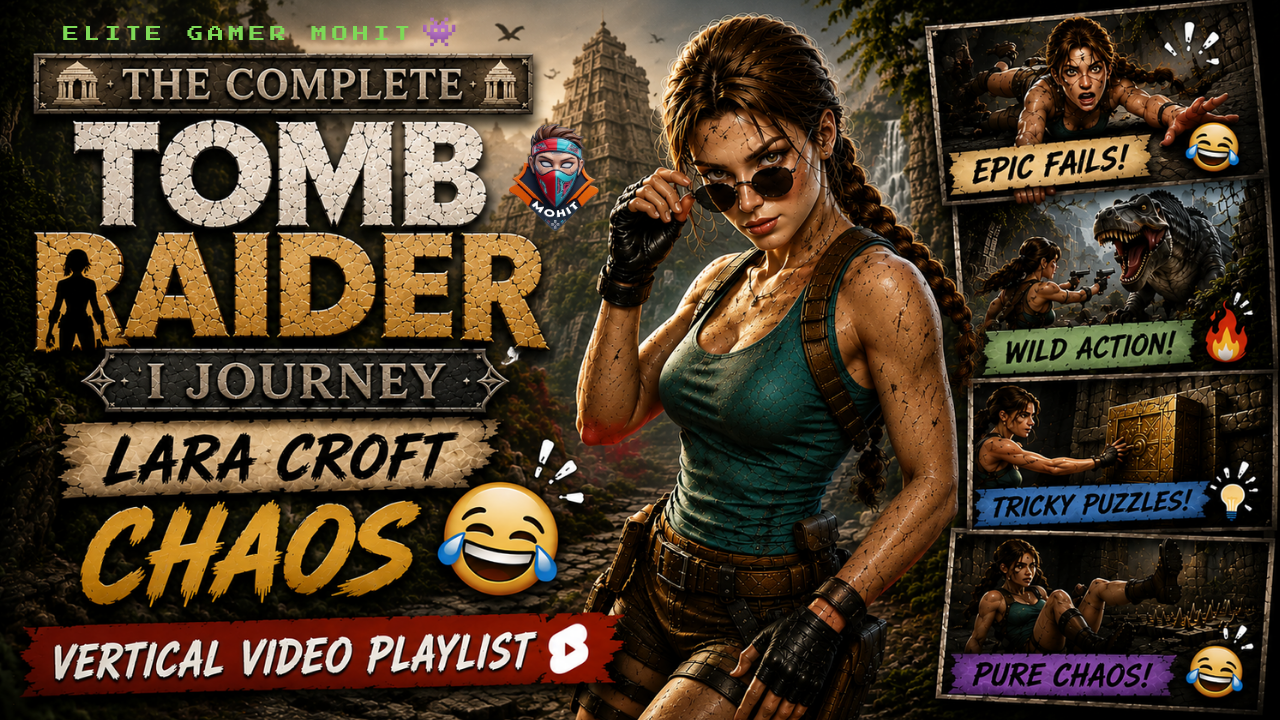 ELITE GAMER MOHIT
THE COMPLETE
TOMB
RAIDER
I JOURNEY
LARA CROFT
CHAOS
VERTICAL VIDEO PLAYLIST
MOHIT
EPIC FAILS!
WILD ACTION!
TRICKY PUZZLES!
PURE CHAOS!